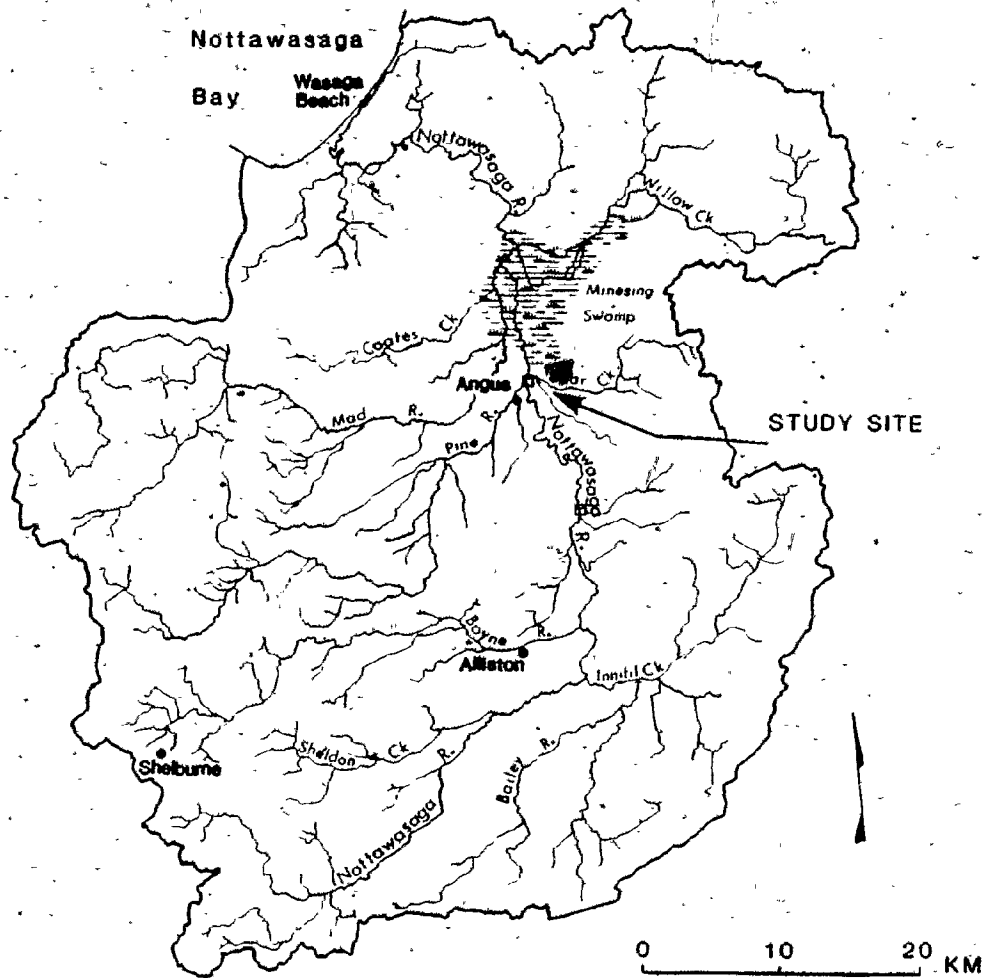 Nottawasaga
Bay
Wasaga
Beach
Nottawasaga R.
Willow Ck
Minesing
Swamp
Coates Ck
Angus
Ck
STUDY SITE
Mad R.
Pine R.
Nottawasaga R.
Boyne R.
Alliston
Innisfil Ck
Sheldon Ck
Shelburne
Nottawasaga R.
Bailey R.
0 10 20 KM